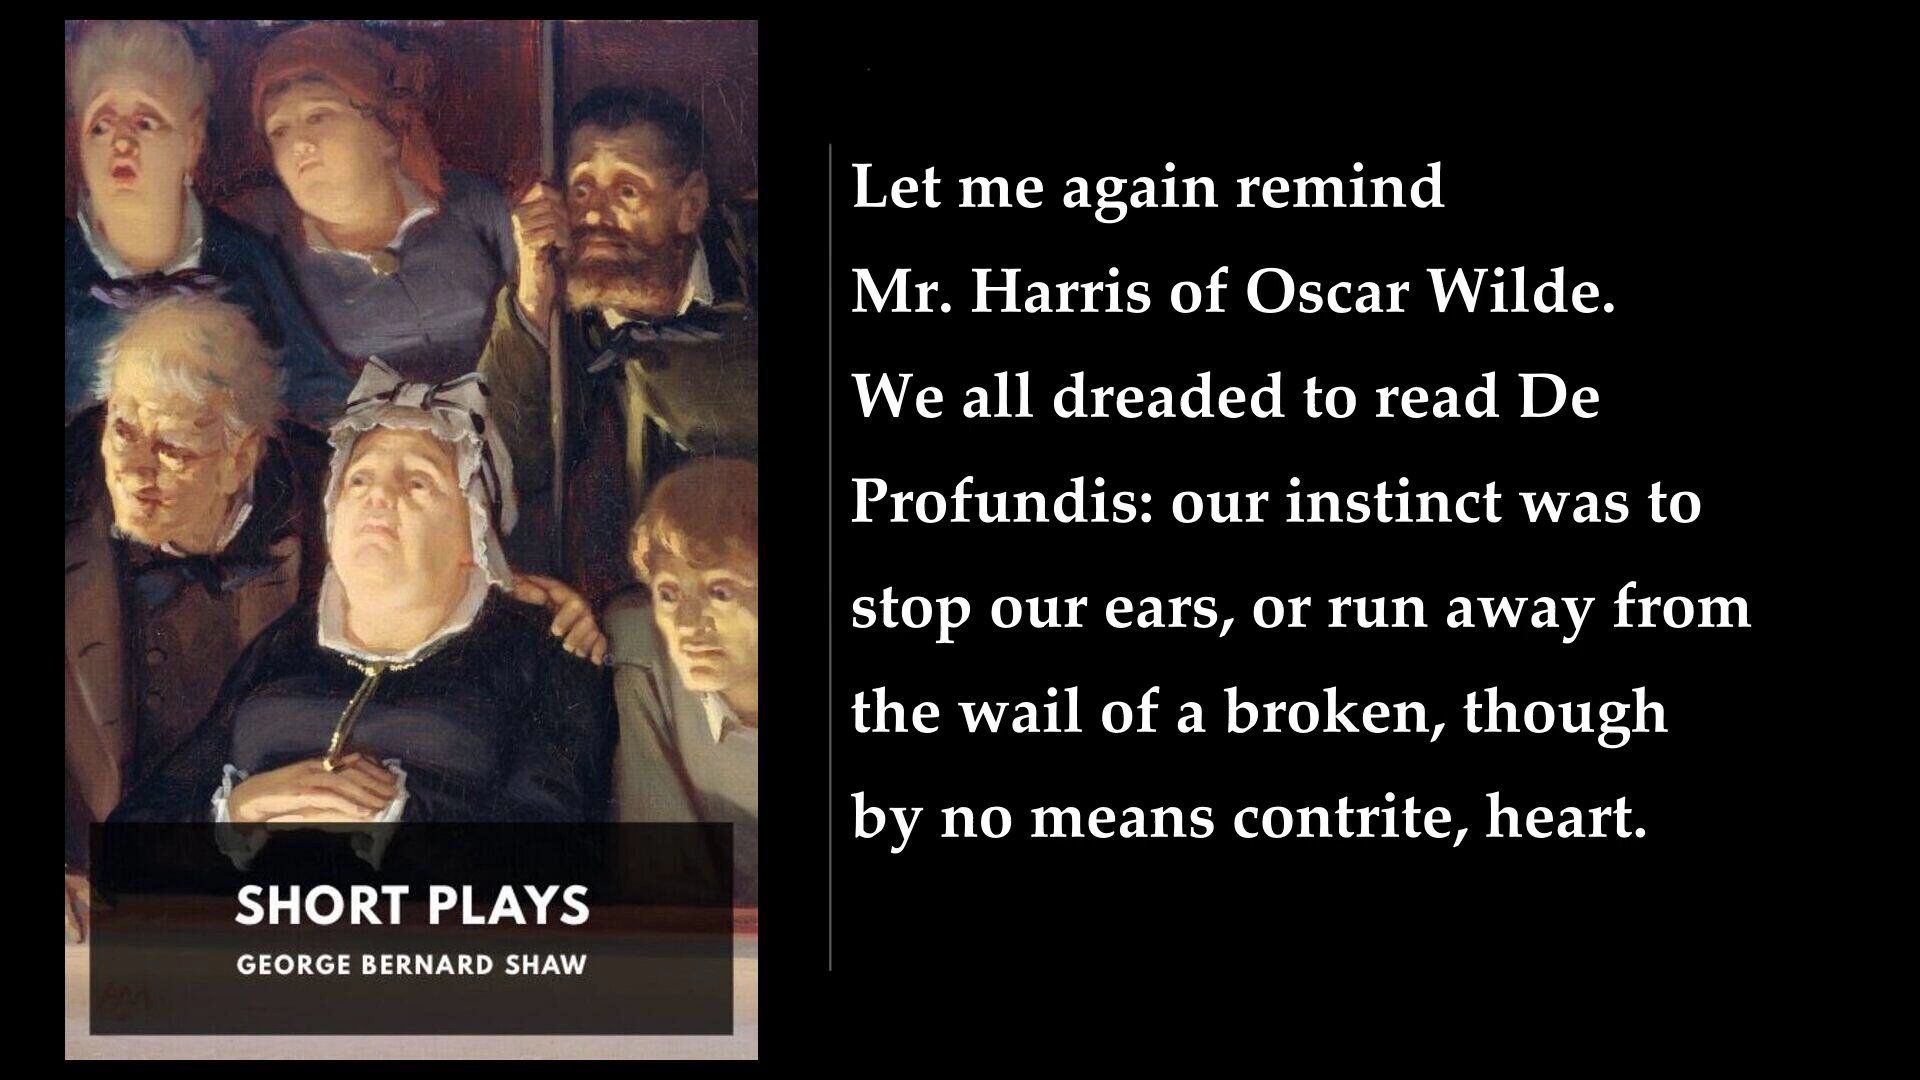 Let me again remind
Mr. Harris of Oscar Wilde.
We all dreaded to read De
Profundis: our instinct was to
stop our ears, or run away from
the wail of a broken, though
by no means contrite, heart.
SHORT PLAYS
GEORGE BERNARD SHAW